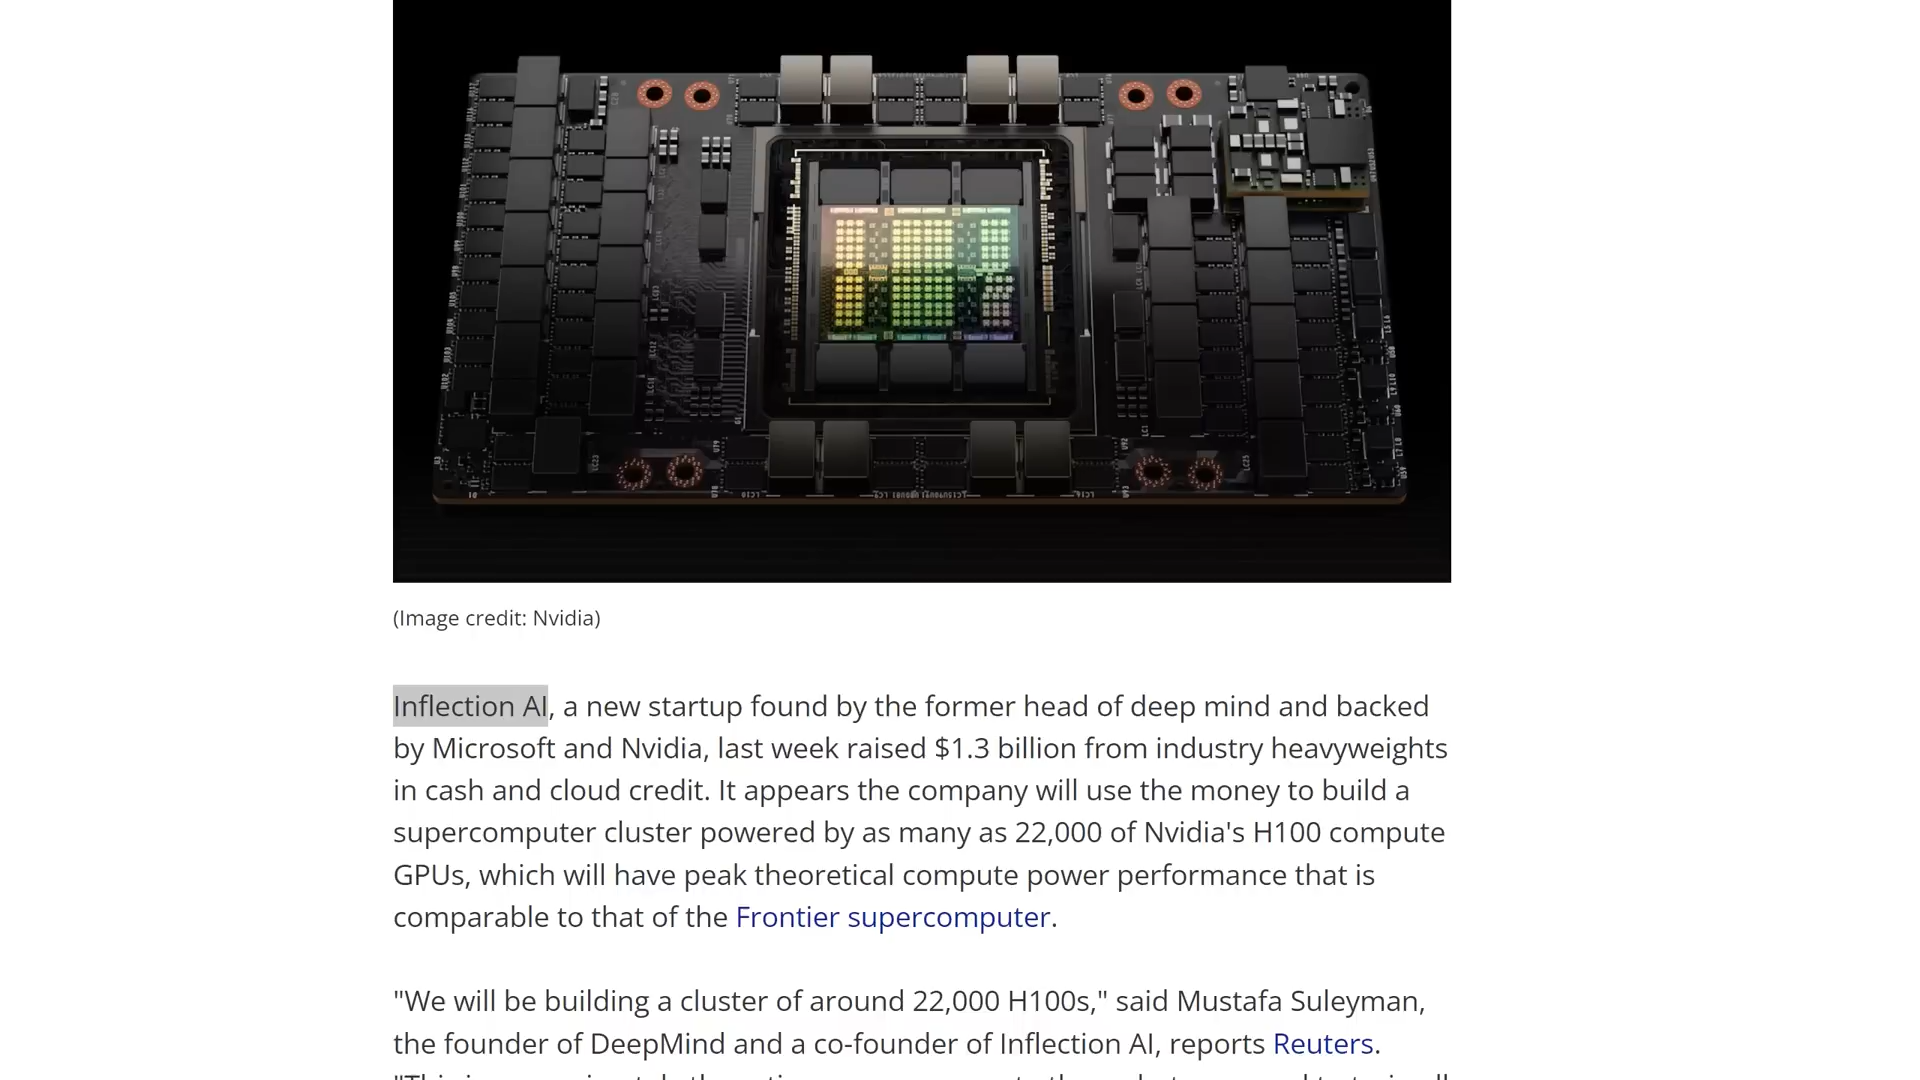 (Image credit: Nvidia)
Inflection AI, a new startup found by the former head of deep mind and backed
by Microsoft and Nvidia, last week raised $1.3 billion from industry heavyweights
in cash and cloud credit. It appears the company will use the money to build a
supercomputer cluster powered by as many as 22,000 of Nvidia's H100 compute
GPUs, which will have peak theoretical compute power performance that is
comparable to that of the Frontier supercomputer.
"We will be building a cluster of around 22,000 H100s," said Mustafa Suleyman,
the founder of DeepMind and a co-founder of Inflection AI, reports Reuters.